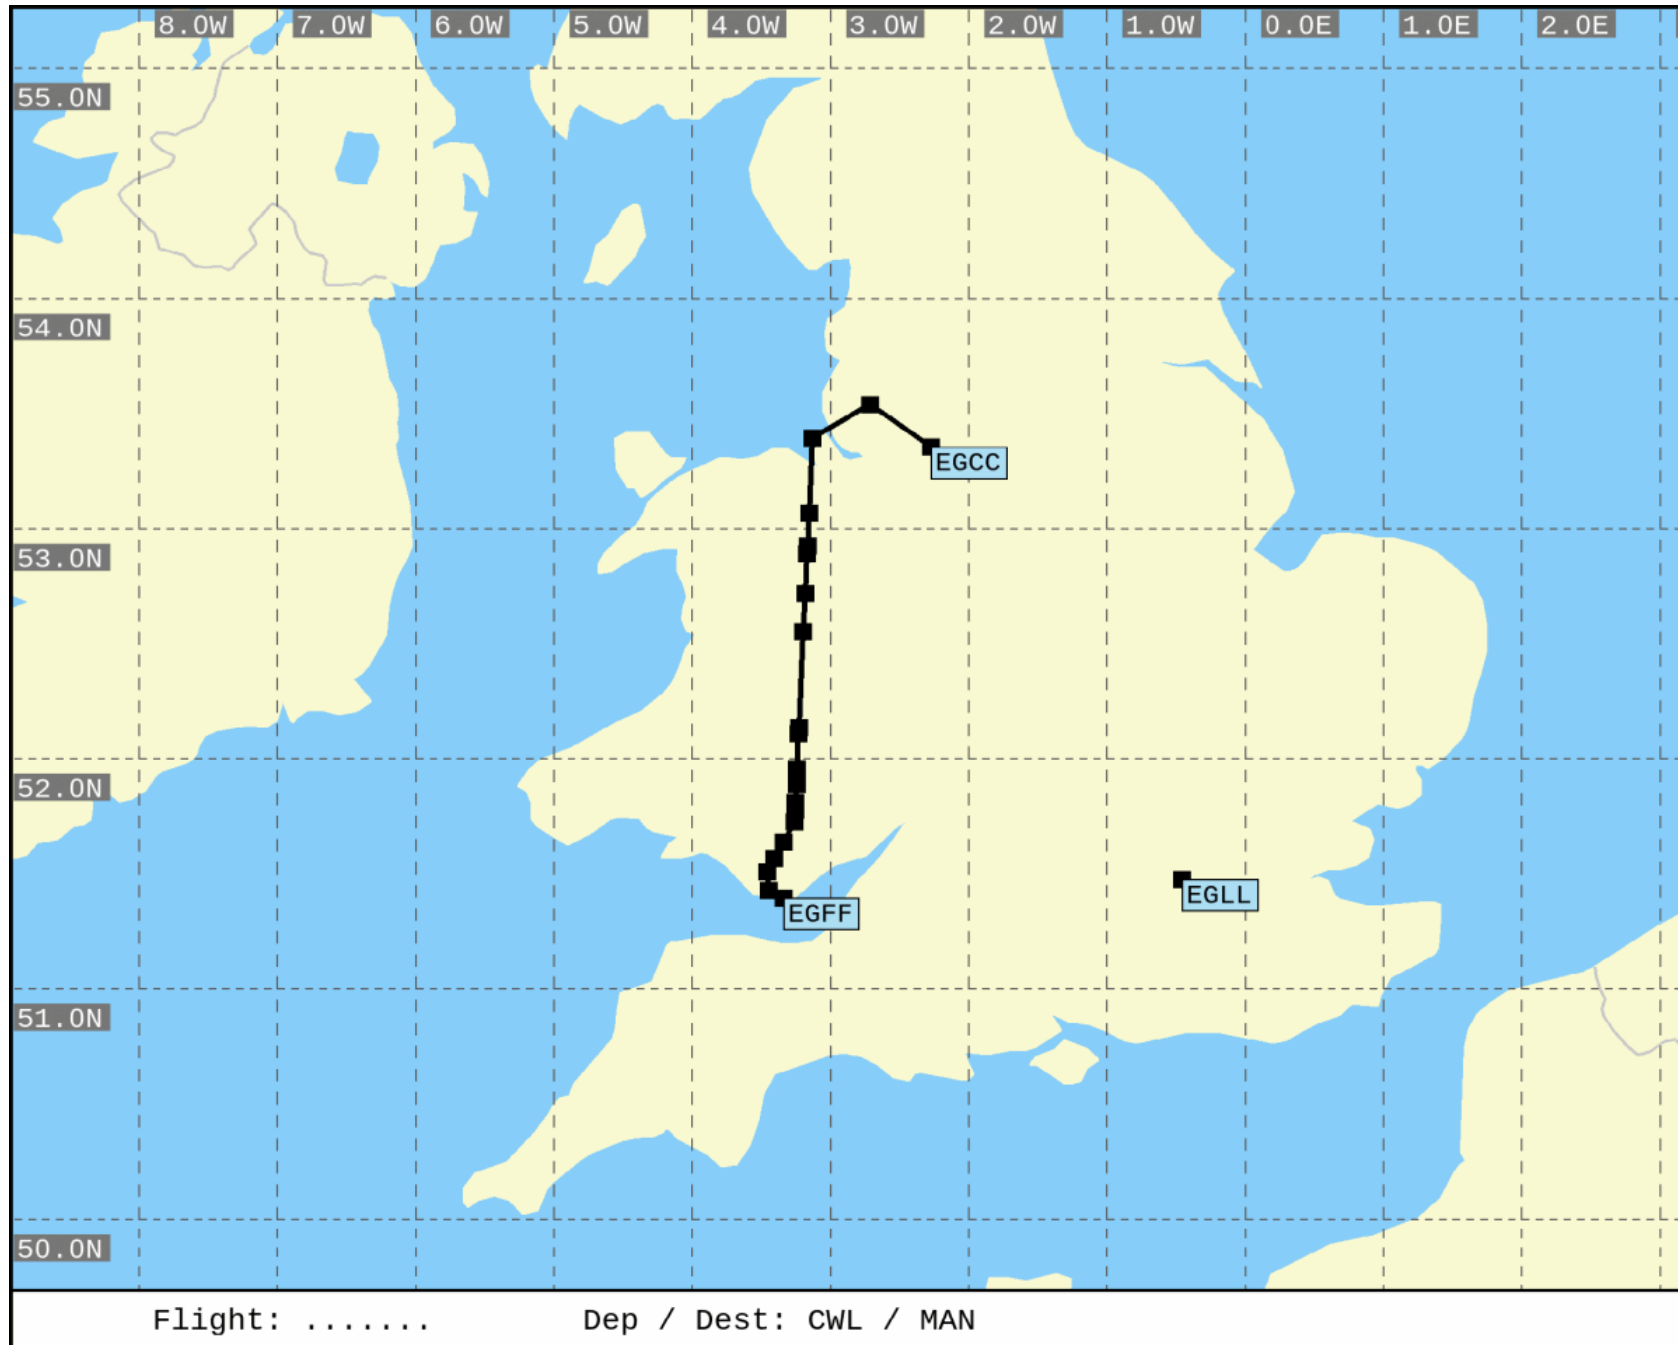 8.0W 7.0W 6.0W 5.0W 4.0W 3.0W 2.0W 1.0W 0.0E 1.0E 2.0E
55.0N
54.0N
EGCC
53.0N
52.0N
EGLL
EGFF
51.0N
50.0N
Flight: ....... Dep / Dest: CWL / MAN